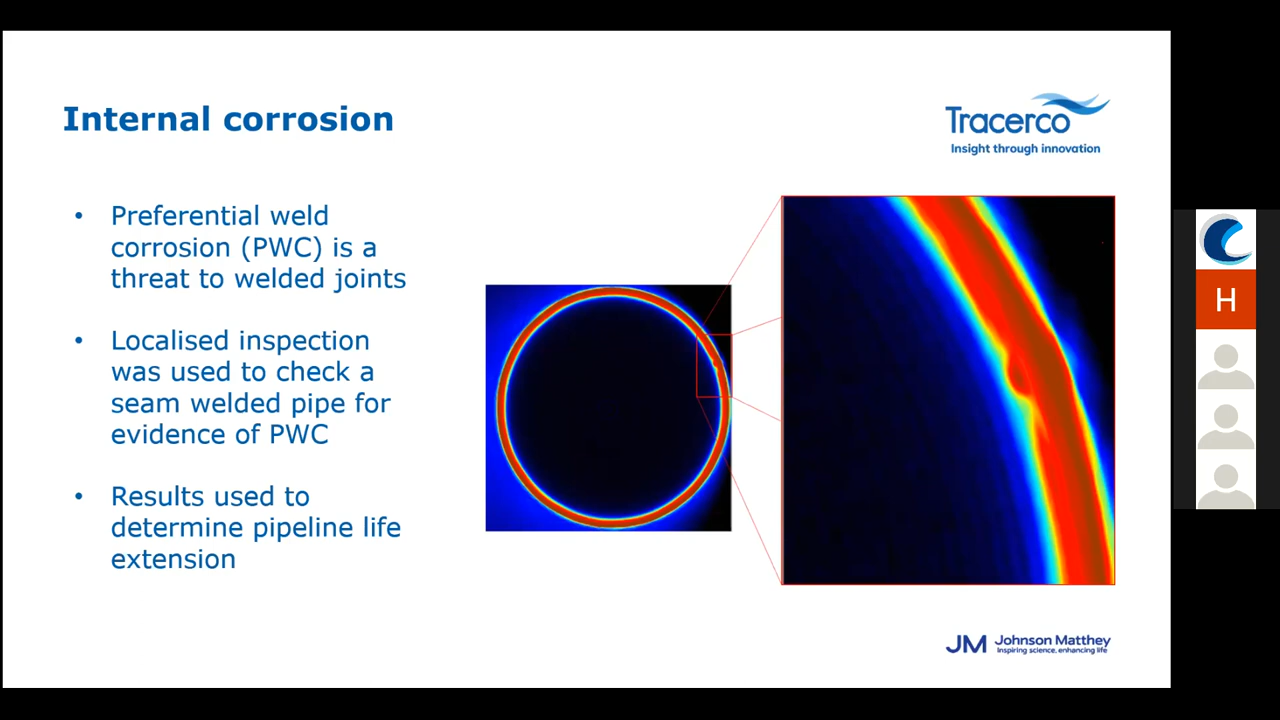 Internal corrosion
Tracerco
Insight through innovation
• Preferential weld
corrosion (PWC) is a
threat to welded joints
• Localised inspection
was used to check a
seam welded pipe for
evidence of PWC
• Results used to
determine pipeline life
extension
H
JM Johnson Matthey
Inspiring science, enhancing life